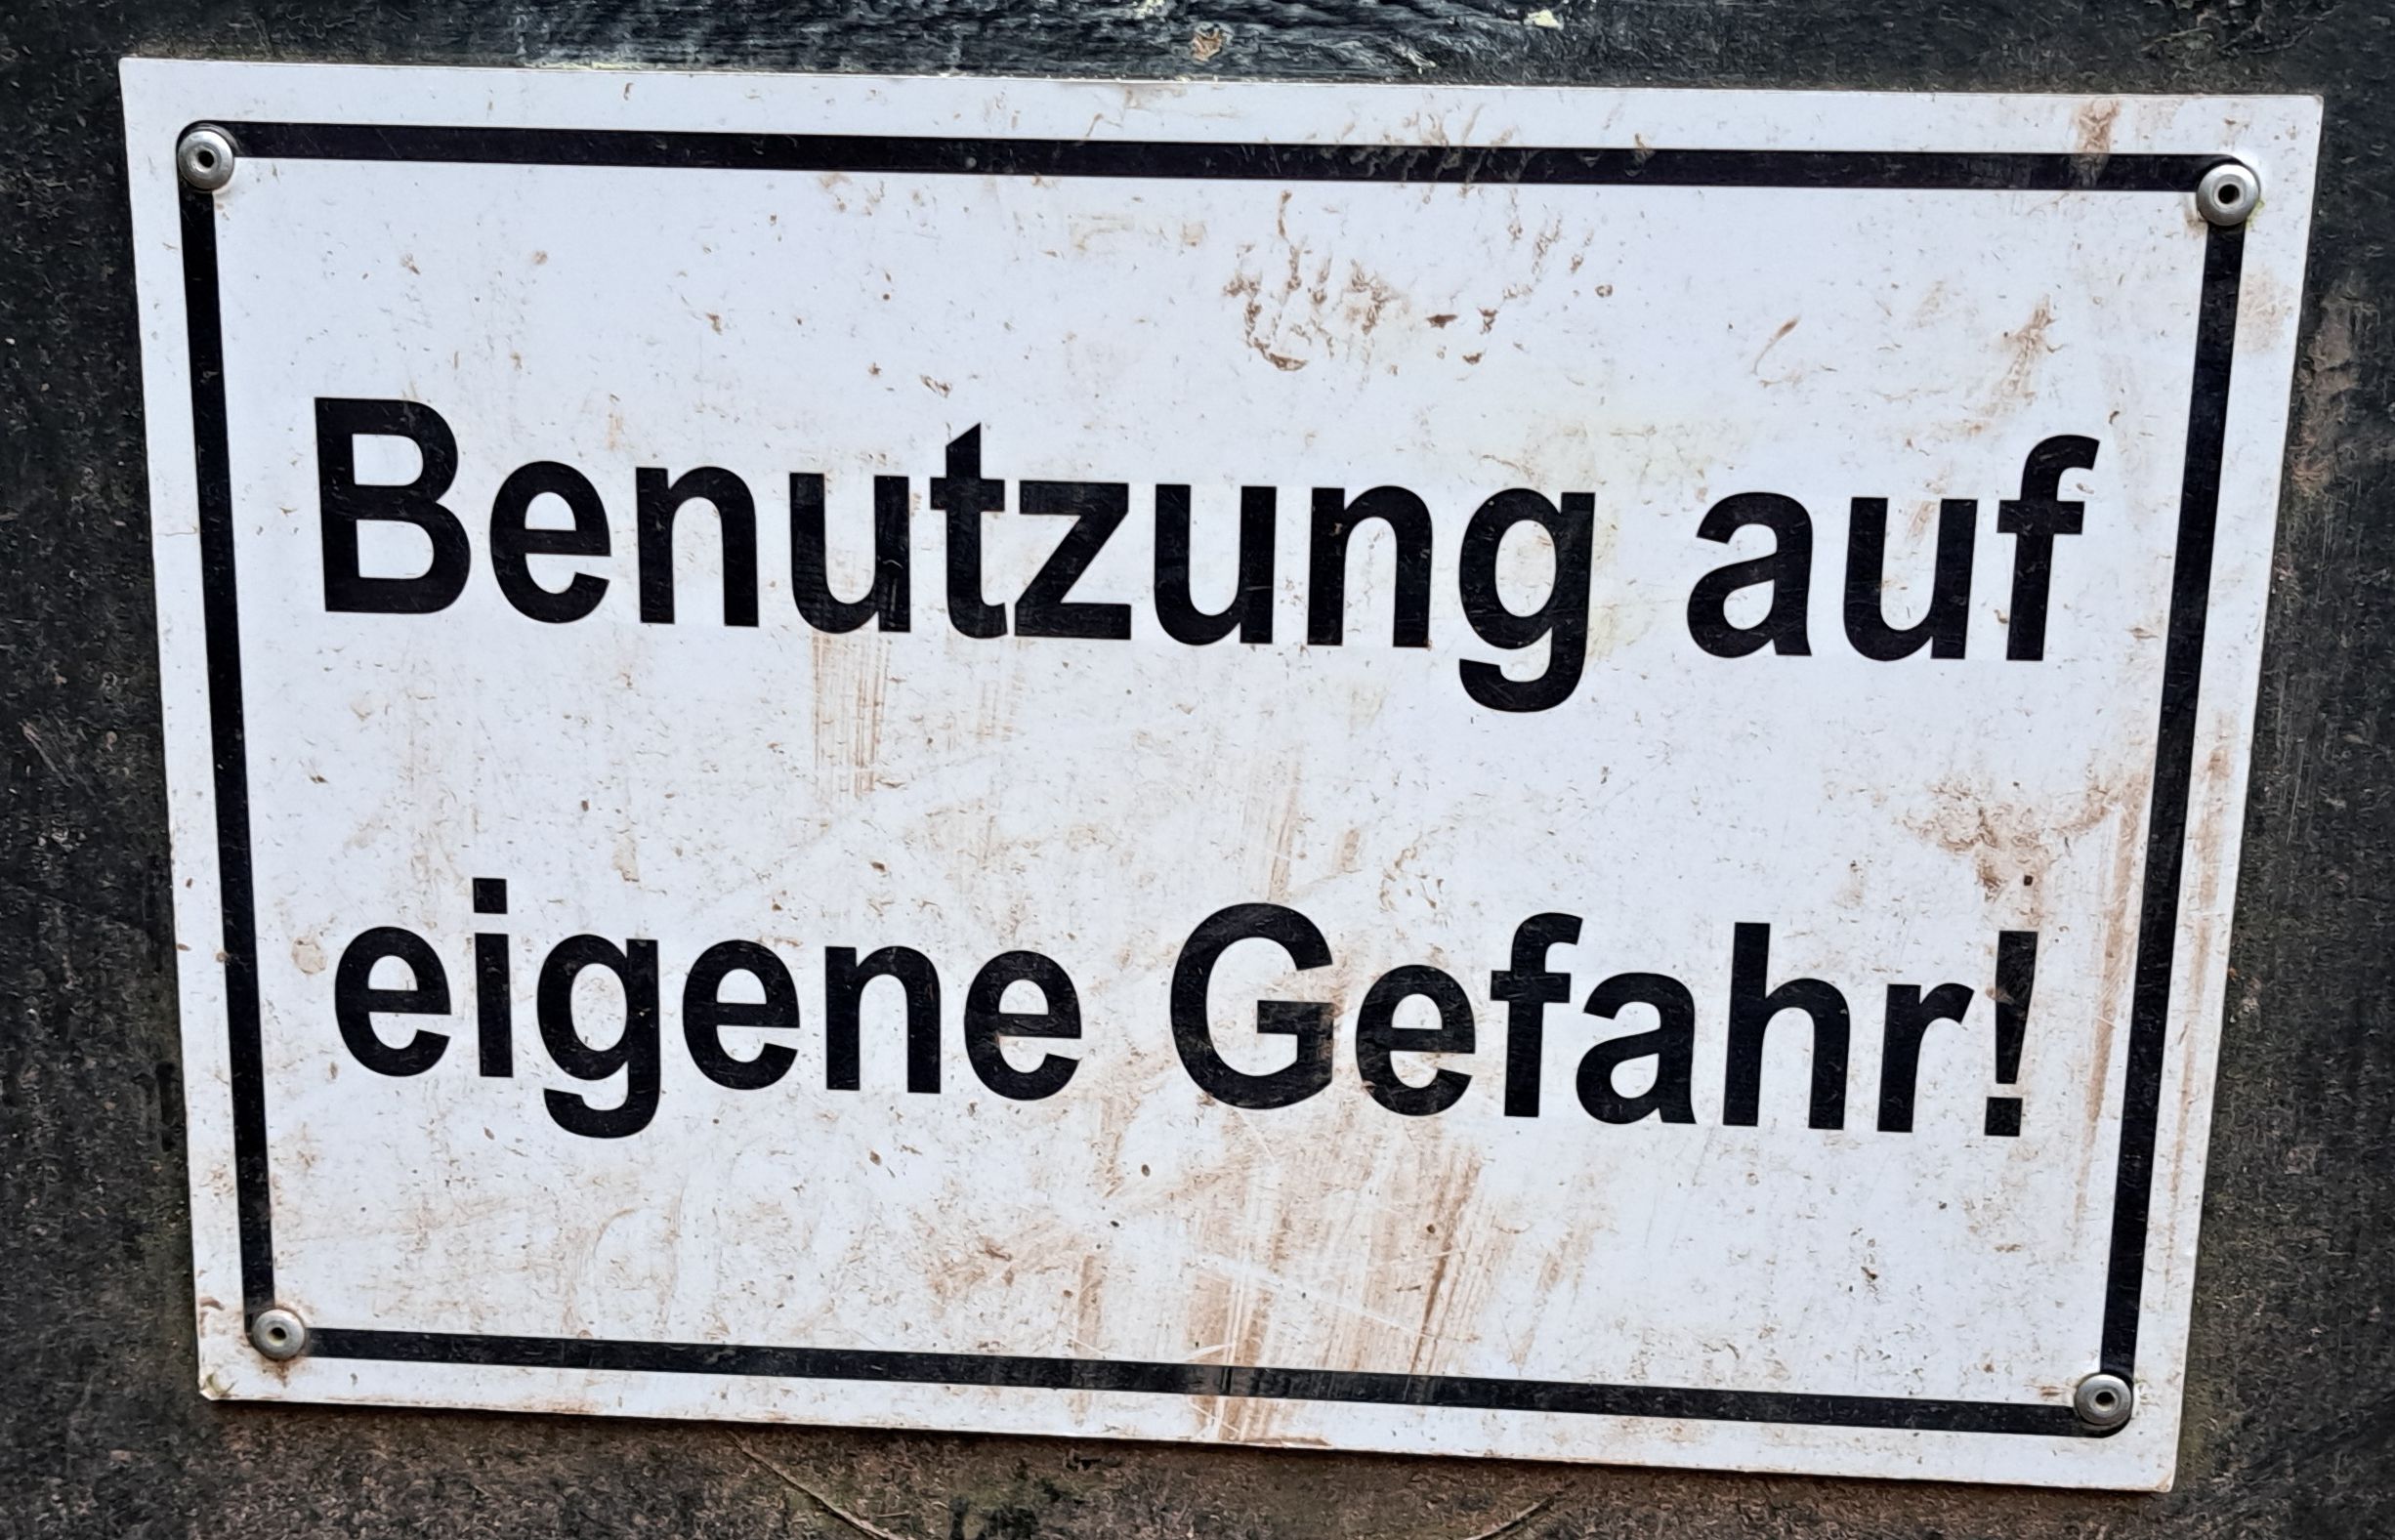 Benutzung auf
eigene Gefahr!